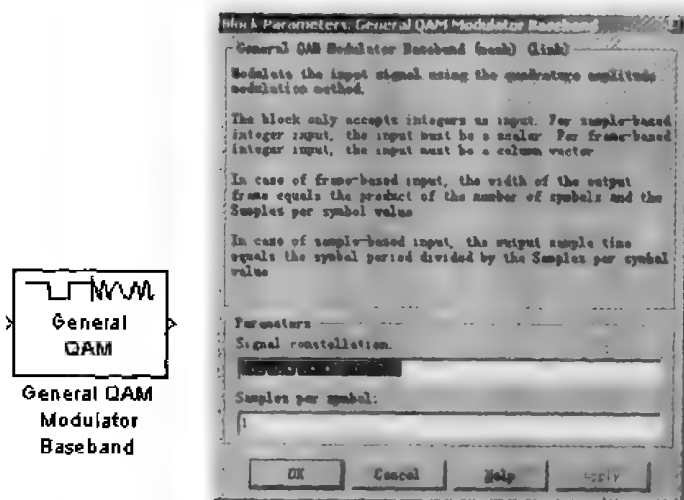 General
QAM
General QAM
Modulator
Baseband
Block Parameters: General QAM Modulator Baseband
General QAM Modulator Baseband (mask) (link)
Modulate the input signal using the quadrature amplitude
modulation method.
The block only accepts integers as input. For sample-based
integer input, the input must be a scalar. For frame-based
integer input, the input must be a column vector
In case of frame-based input, the width of the output
frame equals the product of the number of symbols and the
Samples per symbol value
In case of sample-based input, the output sample time
equals the symbol period divided by the Samples per symbol
value
Parameters
Signal constellation.
Samples per symbol:
1
OK
Cancel
Help
Apply